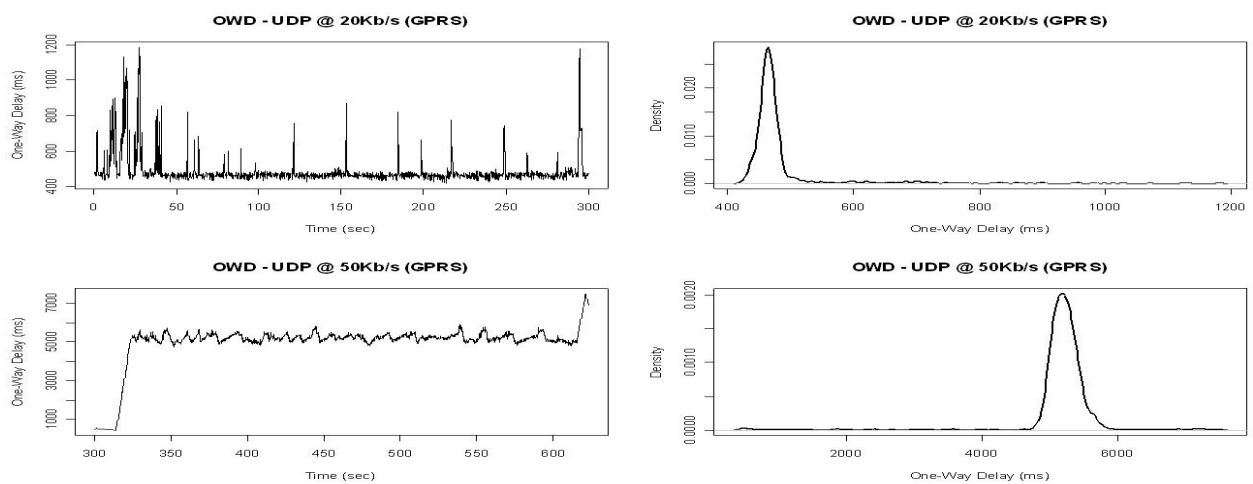 OWD - UDP @ 20Kb/s (GPRS)
One-Way Delay (ms)
400 600 800 1000 1200
0 50 100 150 200 250 300
Time (sec)
OWD - UDP @ 20Kb/s (GPRS)
Density
0.000 0.010 0.020
400 600 800 1000 1200
One-Way Delay (ms)
OWD - UDP @ 50Kb/s (GPRS)
One-Way Delay (ms)
1000 3000 5000 7000
300 350 400 450 500 550 600
Time (sec)
OWD - UDP @ 50Kb/s (GPRS)
Density
0.0000 0.0010 0.0020
2000 4000 6000
One-Way Delay (ms)